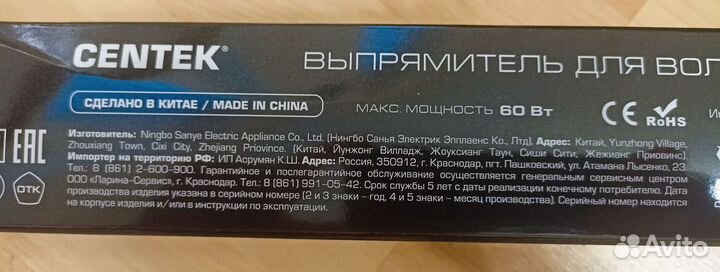 CENTEK®
ВЫПРЯМИТЕЛЬ ДЛЯ ВОЛ
СДЕЛАНО В КИТАЕ / MADE IN CHINA
МАКС. МОЩНОСТЬ 60 Вт
CE
RoHS
EAC
ОТК
Изготовитель: Ningbo Sanye Electric Appliance Co., Ltd. (Нингбо Санья Электрик Эпплаенс Ко., Лтд). Адрес: Китай, Yunzhong Village,
Zhouxiang Town, Cixi City, Zhejiang Priovince. (Китай, Йунжонг Вилладж, Жоуксианг Таун, Сиши Сити, Жежианг Приовинс).
Импортер на территорию РФ: ИП Асрумян К.Ш. Адрес: Россия, 350912, г. Краснодар, пгт. Пашковский, ул. Атамана Лысенко, 23.
Тел.: 8 (861) 2-600-900. Гарантийное и послегарантийное обслуживание осуществляется генеральным сервисным центром
ООО «Ларина-Сервис», г. Краснодар. Тел.: 8 (861) 991-05-42. Срок службы 5 лет с даты реализации конечному потребителю. Дата
производства изделия указана в серийном номере (2 и 3 знаки – год, 4 и 5 знаки – месяц производства). Серийный номер находится
на корпусе изделия и/или в инструкции по эксплуатации.
Avito